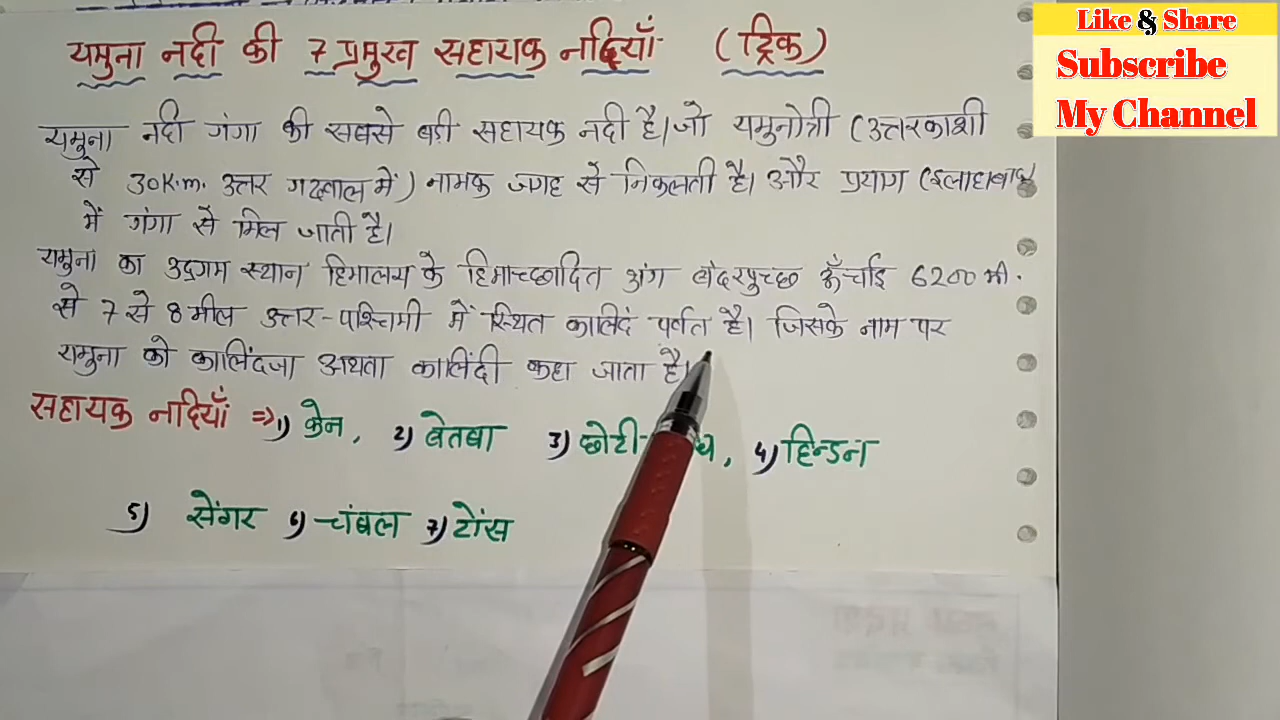 यमुना नदी की 7 प्रमुख सहायक नदियाँ (ट्रिक)
यमुना नदी गंगा की सबसे बड़ी सहायक नदी है। जो यमुनोत्री (उत्तरकाशी
से 30K.m. उत्तर गढ़वाल में) नामक जगह से निकलती है। और प्रयाग (इलाहाबाद
में गंगा से मिल जाती है।
यमुना का उद्गम स्थान हिमालय के हिमाच्छादित श्रंग बंदरपुच्छ ऊँचाई 6200 मी.
से 7 से 8 मील उत्तर-पश्चिमी में स्थित कालिदं पर्वत है। जिसके नाम पर
यमुना को कालिंदजा अथवा कालिंदी कहा जाता है।
सहायक नदियाँ ⇒ 1) केन, 2) बेतबा 3) छोटी- ध, 4) हिन्डन
5) सेंगर 6) चंबल 7) टोंस
Like & Share
Subscribe
My Channel